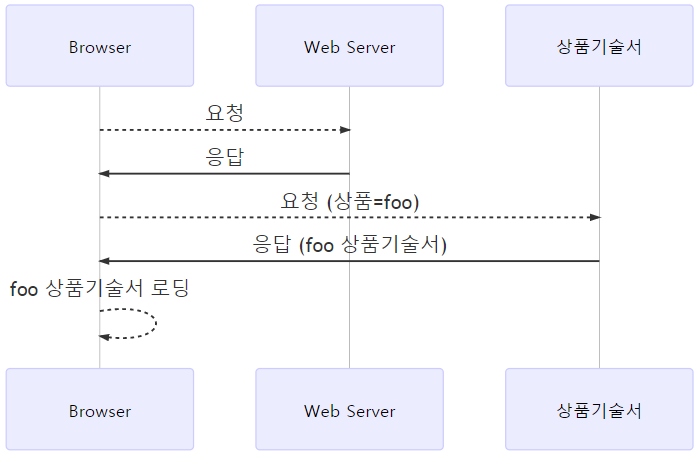 Browser
Web Server
상품기술서
요청
응답
요청 (상품=foo)
응답 (foo 상품기술서)
foo 상품기술서 로딩
Browser
Web Server
상품기술서